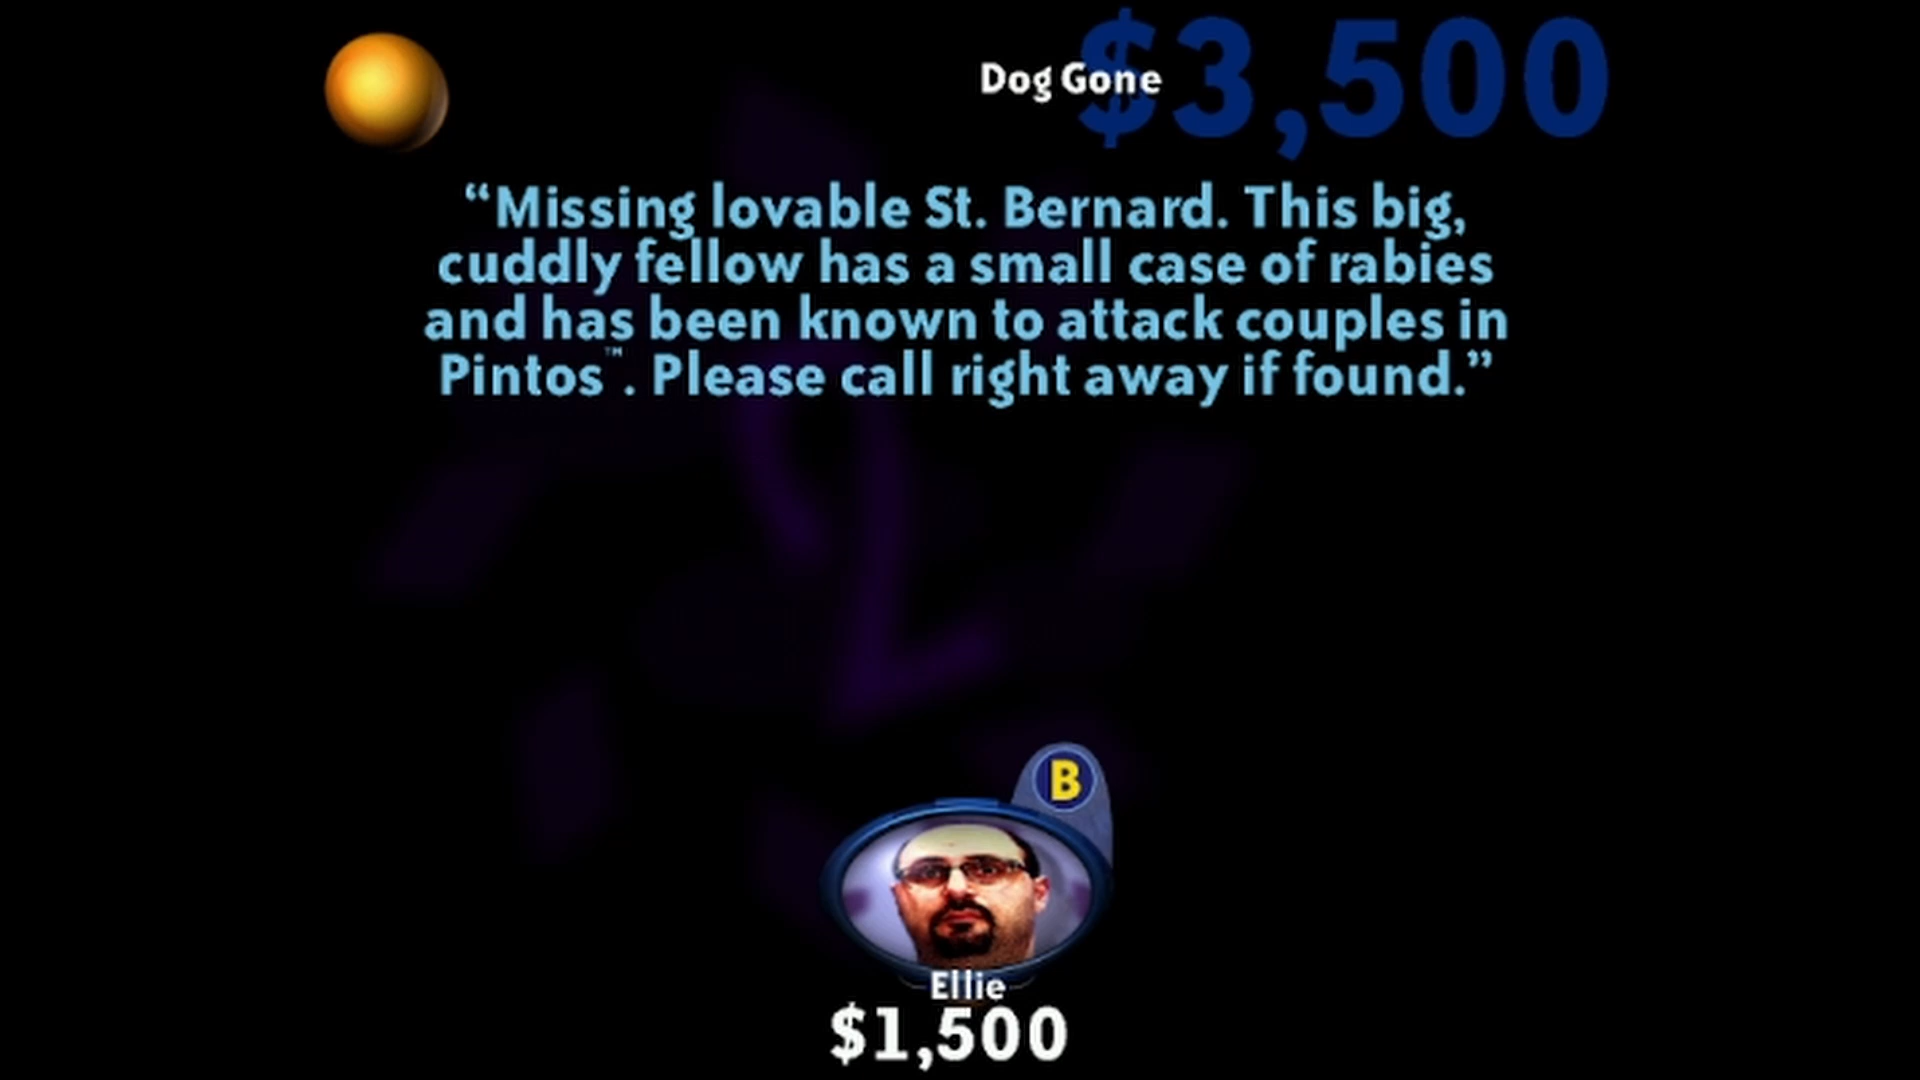 Dog Gone
$3,500
“Missing lovable St. Bernard. This big,
cuddly fellow has a small case of rabies
and has been known to attack couples in
Pintos™. Please call right away if found.”
B
Ellie
$1,500